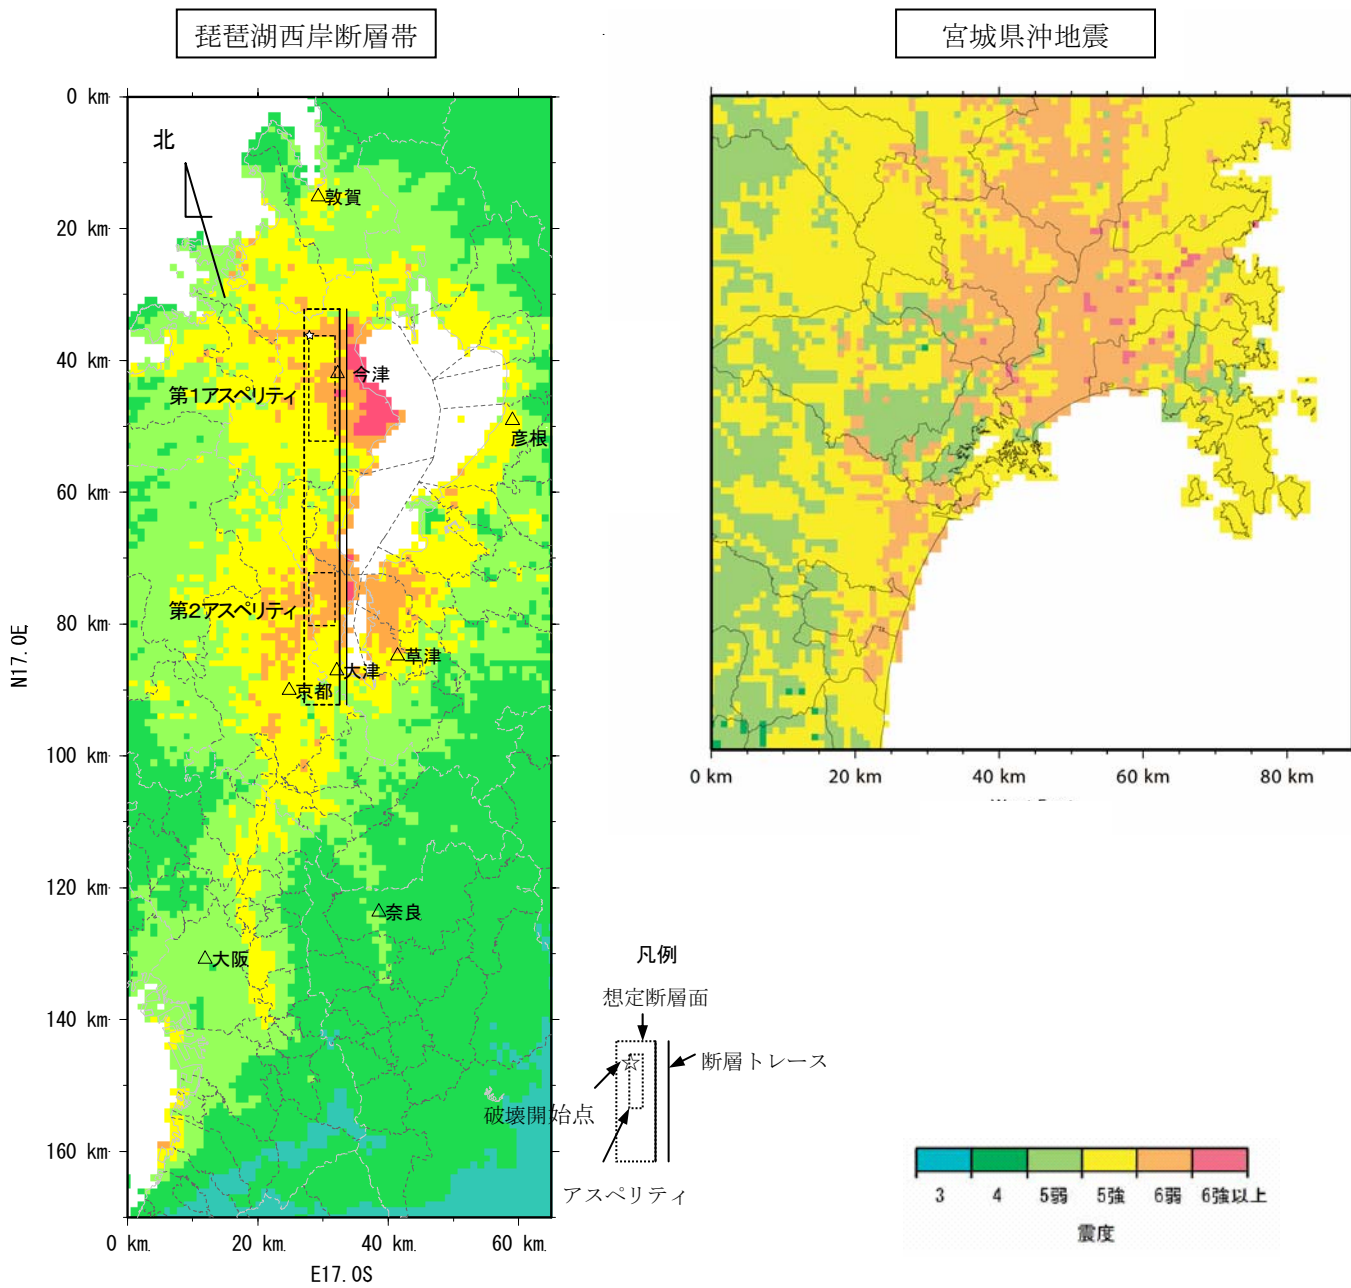 琵琶湖西岸断層帯
宮城県沖地震
0 km
20 km
40 km
60 km
80 km
100 km
120 km
140 km
160 km
N17.0E
北
敦賀
今津
第1アスペリティ
彦根
第2アスペリティ
草津
大津
京都
奈良
大阪
0 km
20 km
40 km
60 km
E17.0S
0 km
20 km
40 km
60 km
80 km
凡例
想定断層面
断層トレース
破壊開始点
アスペリティ
3
4
5弱
5強
6弱
6強以上
震度